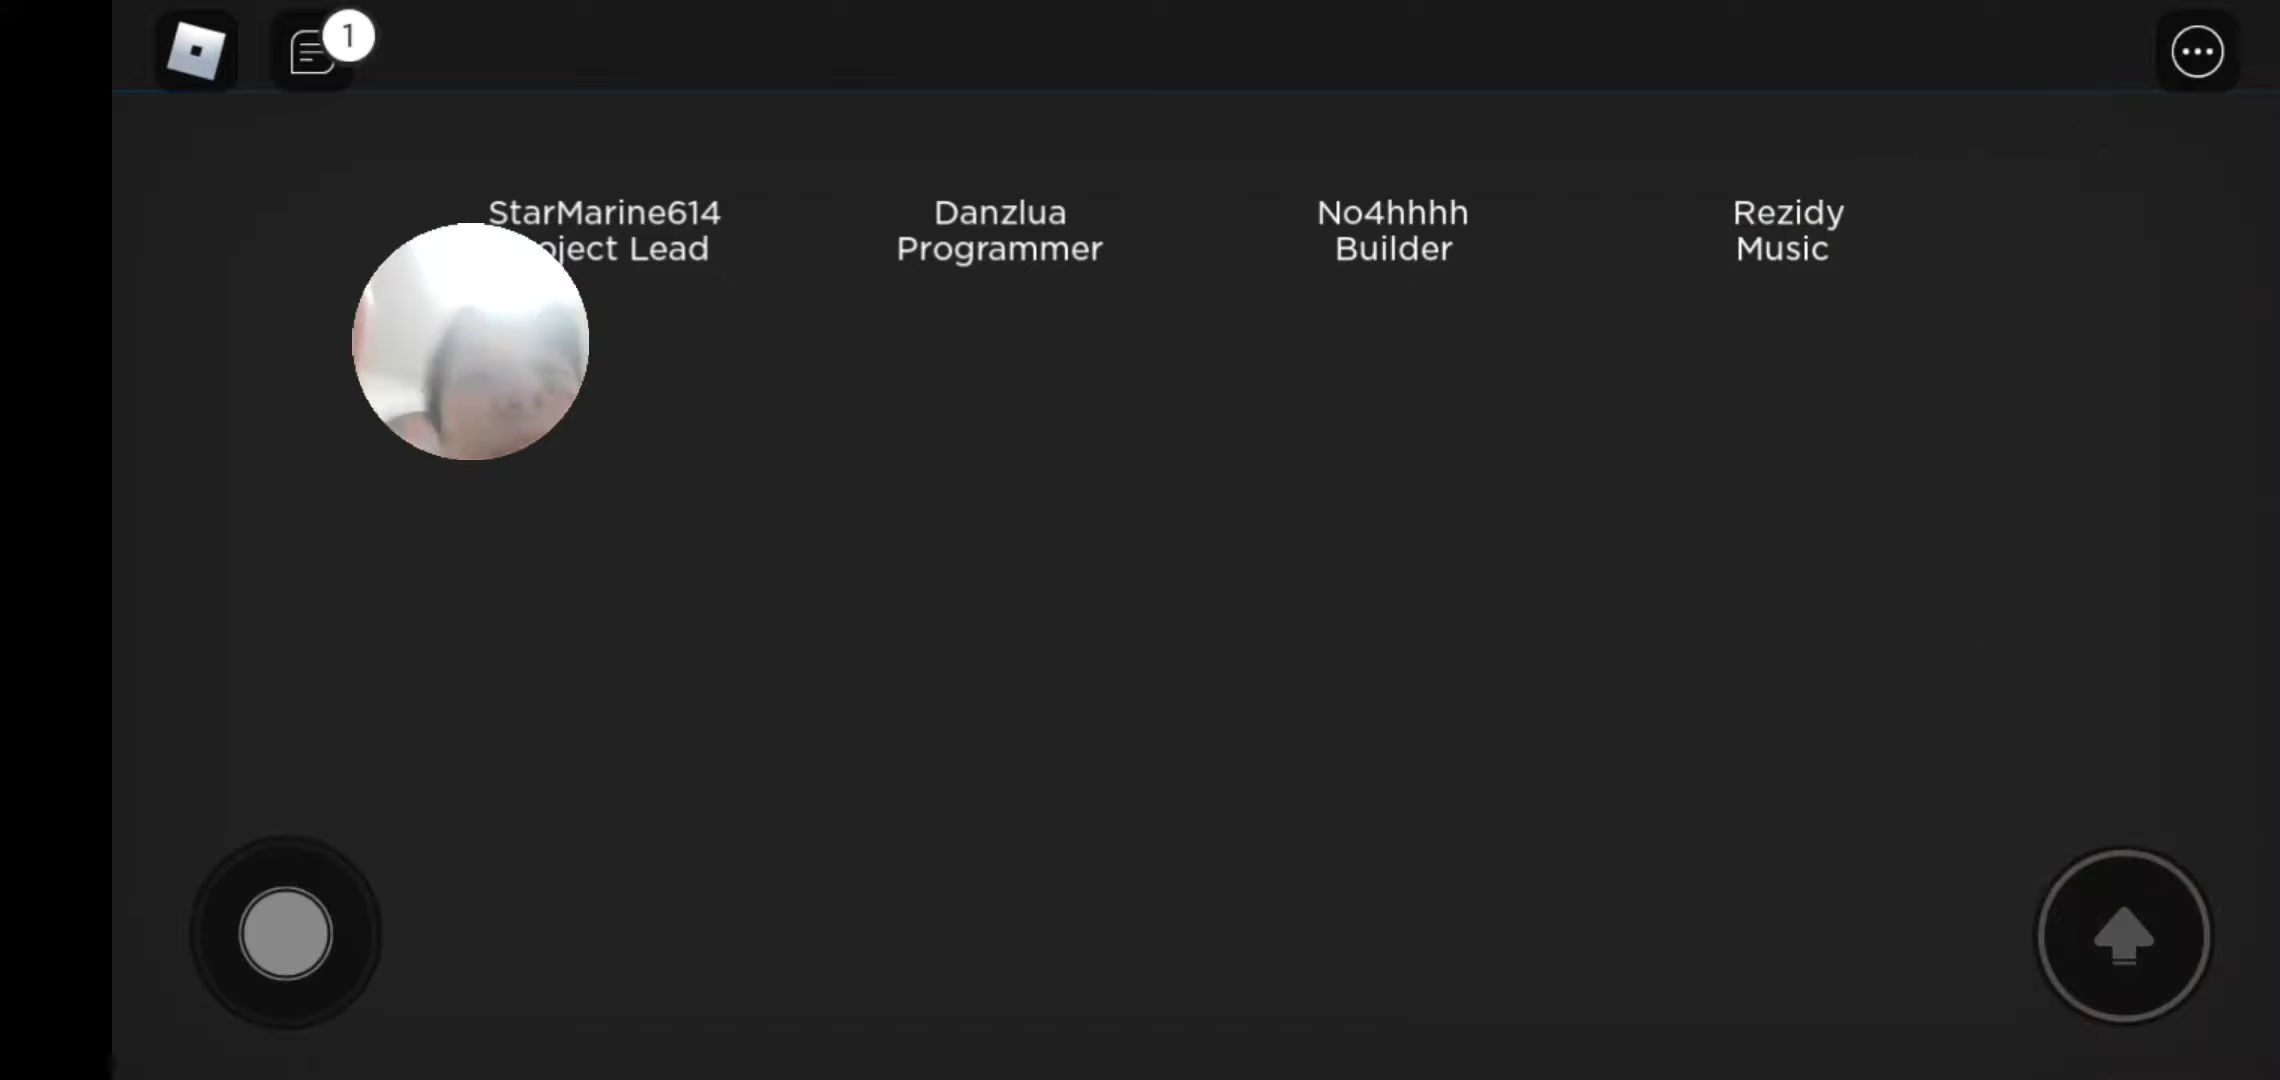 1
StarMarine614
Danzlua
No4hhhh
Rezidy
Lead
Programmer
Builder
Music